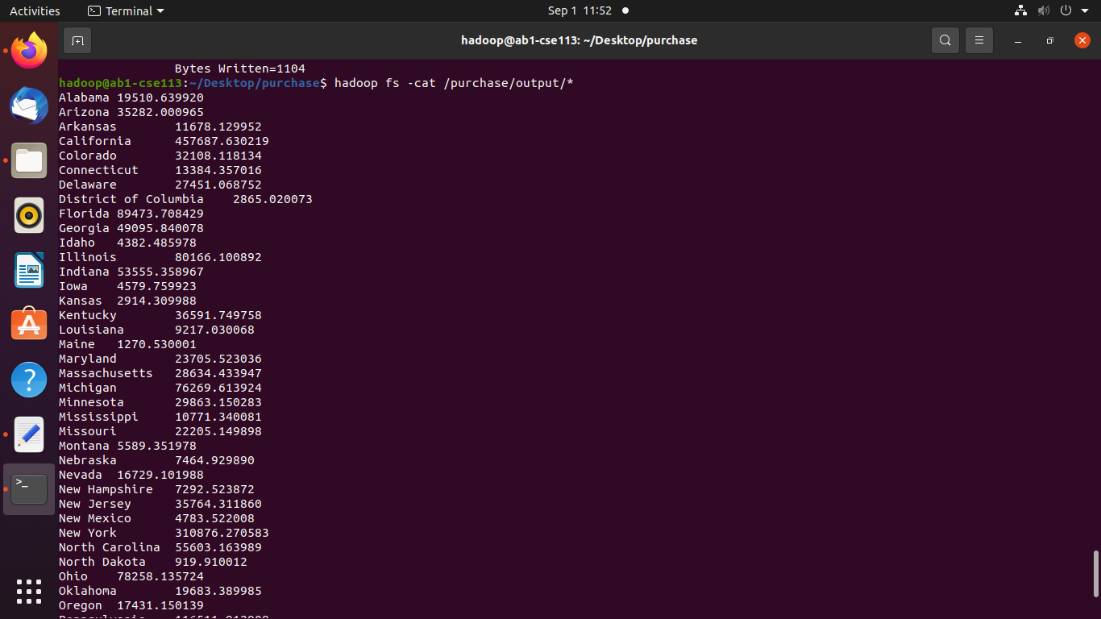 Activities Terminal Sep 1 11:52
hadoop@ab1-cse113: ~/Desktop/purchase
Bytes Written=1104
hadoop@ab1-cse113:~/Desktop/purchase$ hadoop fs -cat /purchase/output/*
Alabama 19510.639920
Arizona 35282.000965
Arkansas 11678.129952
California 457687.630219
Colorado 32108.118134
Connecticut 13384.357016
Delaware 27451.068752
District of Columbia 2865.020073
Florida 89473.708429
Georgia 49095.840078
Idaho 4382.485978
Illinois 80166.100892
Indiana 53555.358967
Iowa 4579.759923
Kansas 2914.309988
Kentucky 36591.749758
Louisiana 9217.030068
Maine 1270.530001
Maryland 23705.523036
Massachusetts 28634.433947
Michigan 76269.613924
Minnesota 29863.150283
Mississippi 10771.340081
Missouri 22205.149898
Montana 5589.351978
Nebraska 7464.929890
Nevada 16729.101988
New Hampshire 7292.523872
New Jersey 35764.311860
New Mexico 4783.522008
New York 310876.270583
North Carolina 55603.163989
North Dakota 919.910012
Ohio 78258.135724
Oklahoma 19683.389985
Oregon 17431.150139